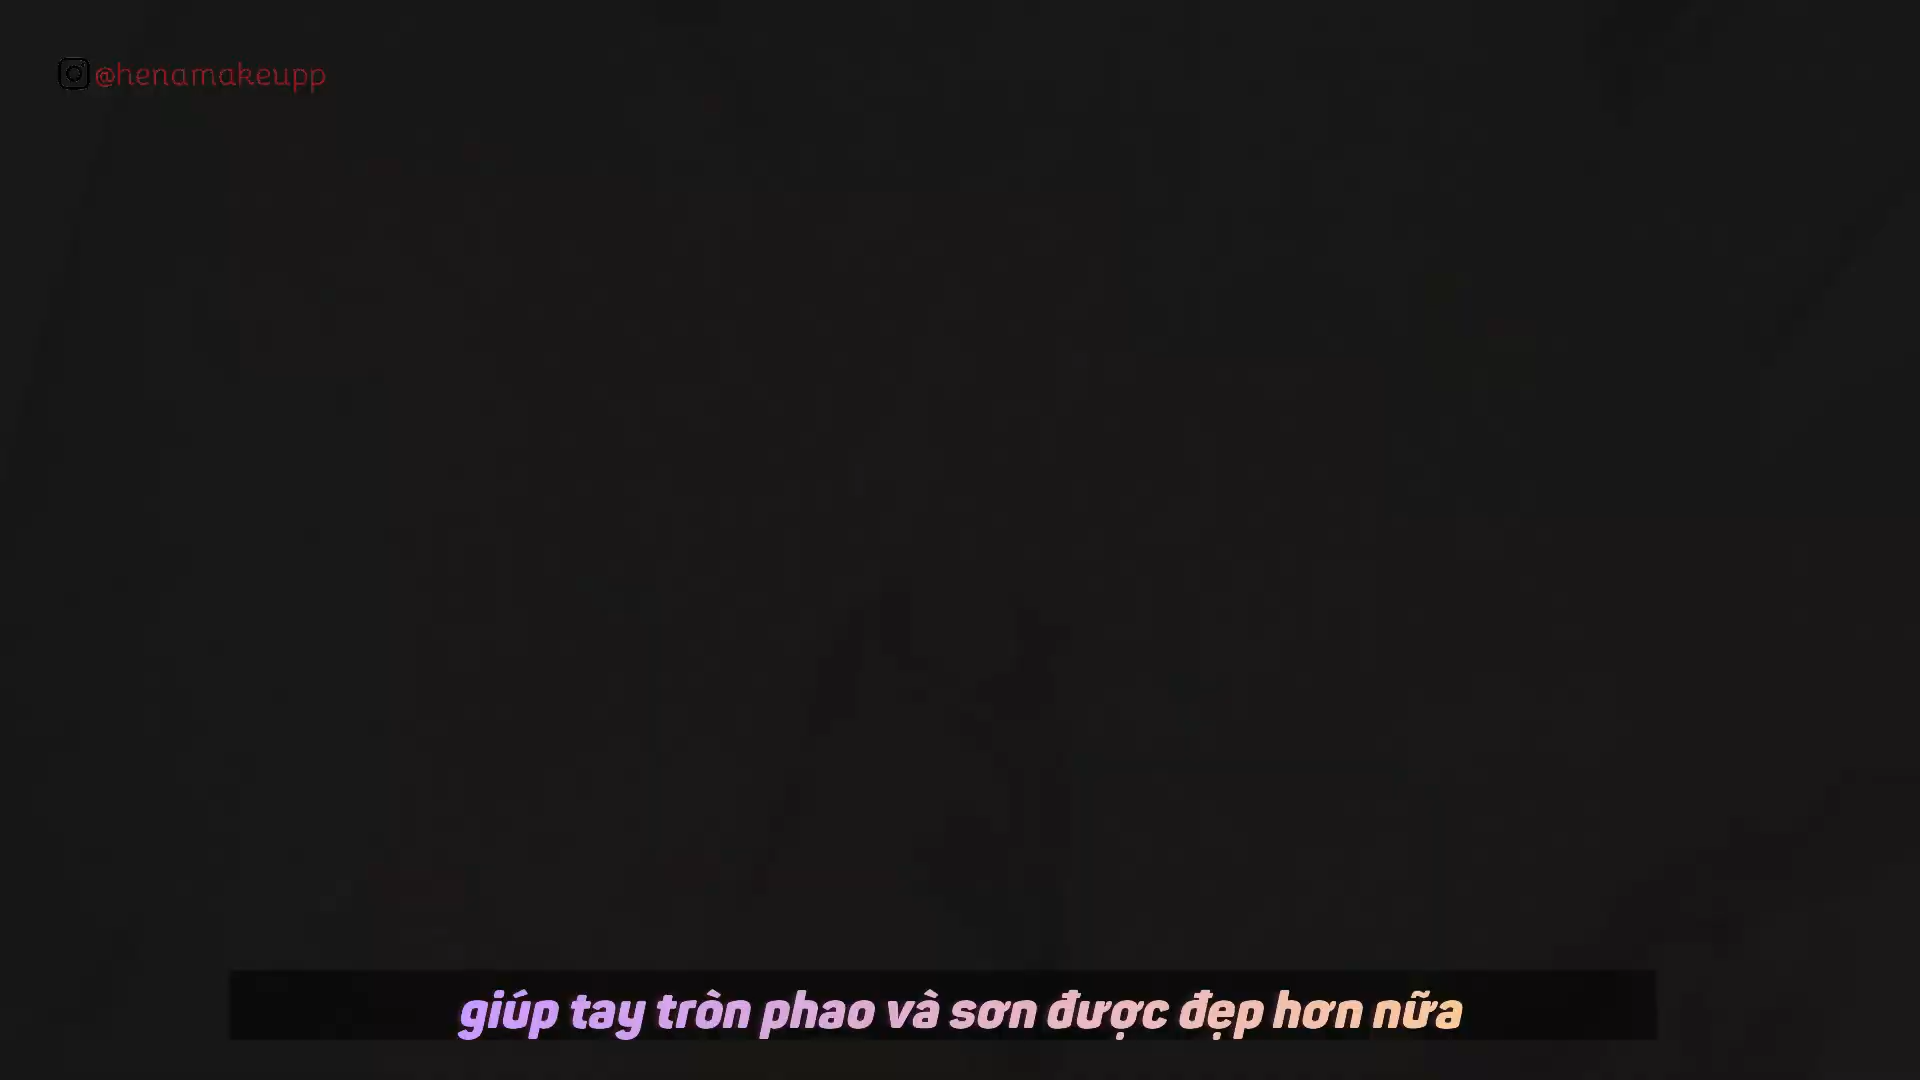 @henamakeupp
giúp tay tròn phao và sơn được đẹp hơn nữa